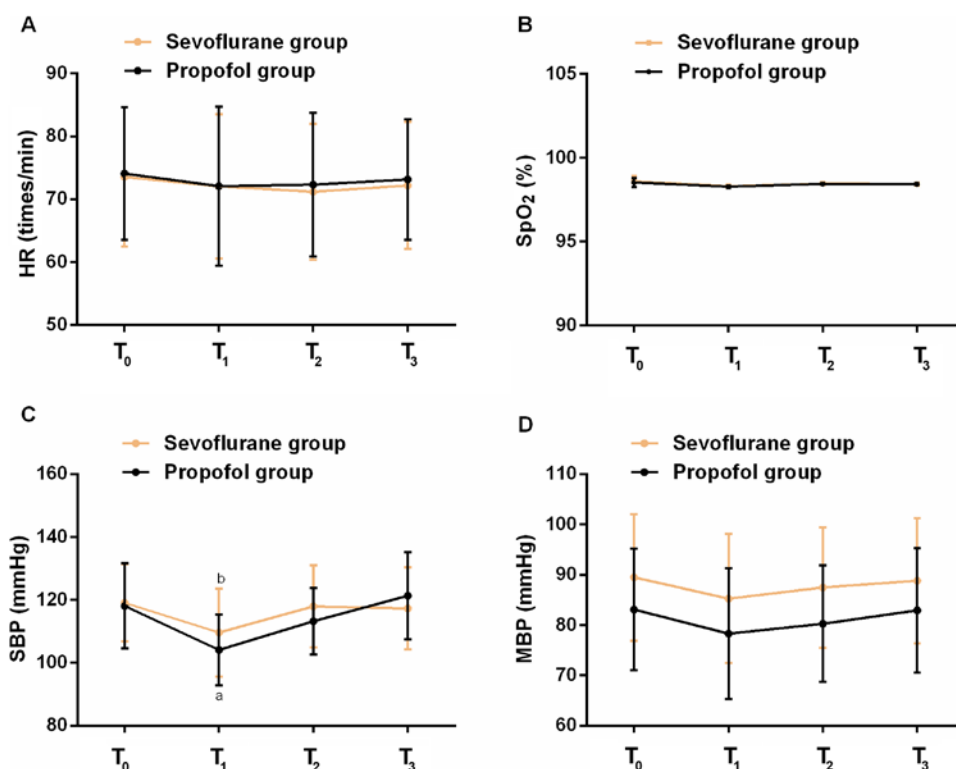 A
Sevoflurane group
Propofol group
HR (times/min)
90
80
70
60
50
T₀ T₁ T₂ T₃
B
Sevoflurane group
Propofol group
SpO₂ (%)
105
100
95
90
T₀ T₁ T₂ T₃
C
Sevoflurane group
Propofol group
SBP (mmHg)
160
140
120
100
80
b
a
T₀ T₁ T₂ T₃
D
Sevoflurane group
Propofol group
MBP (mmHg)
110
100
90
80
70
60
T₀ T₁ T₂ T₃